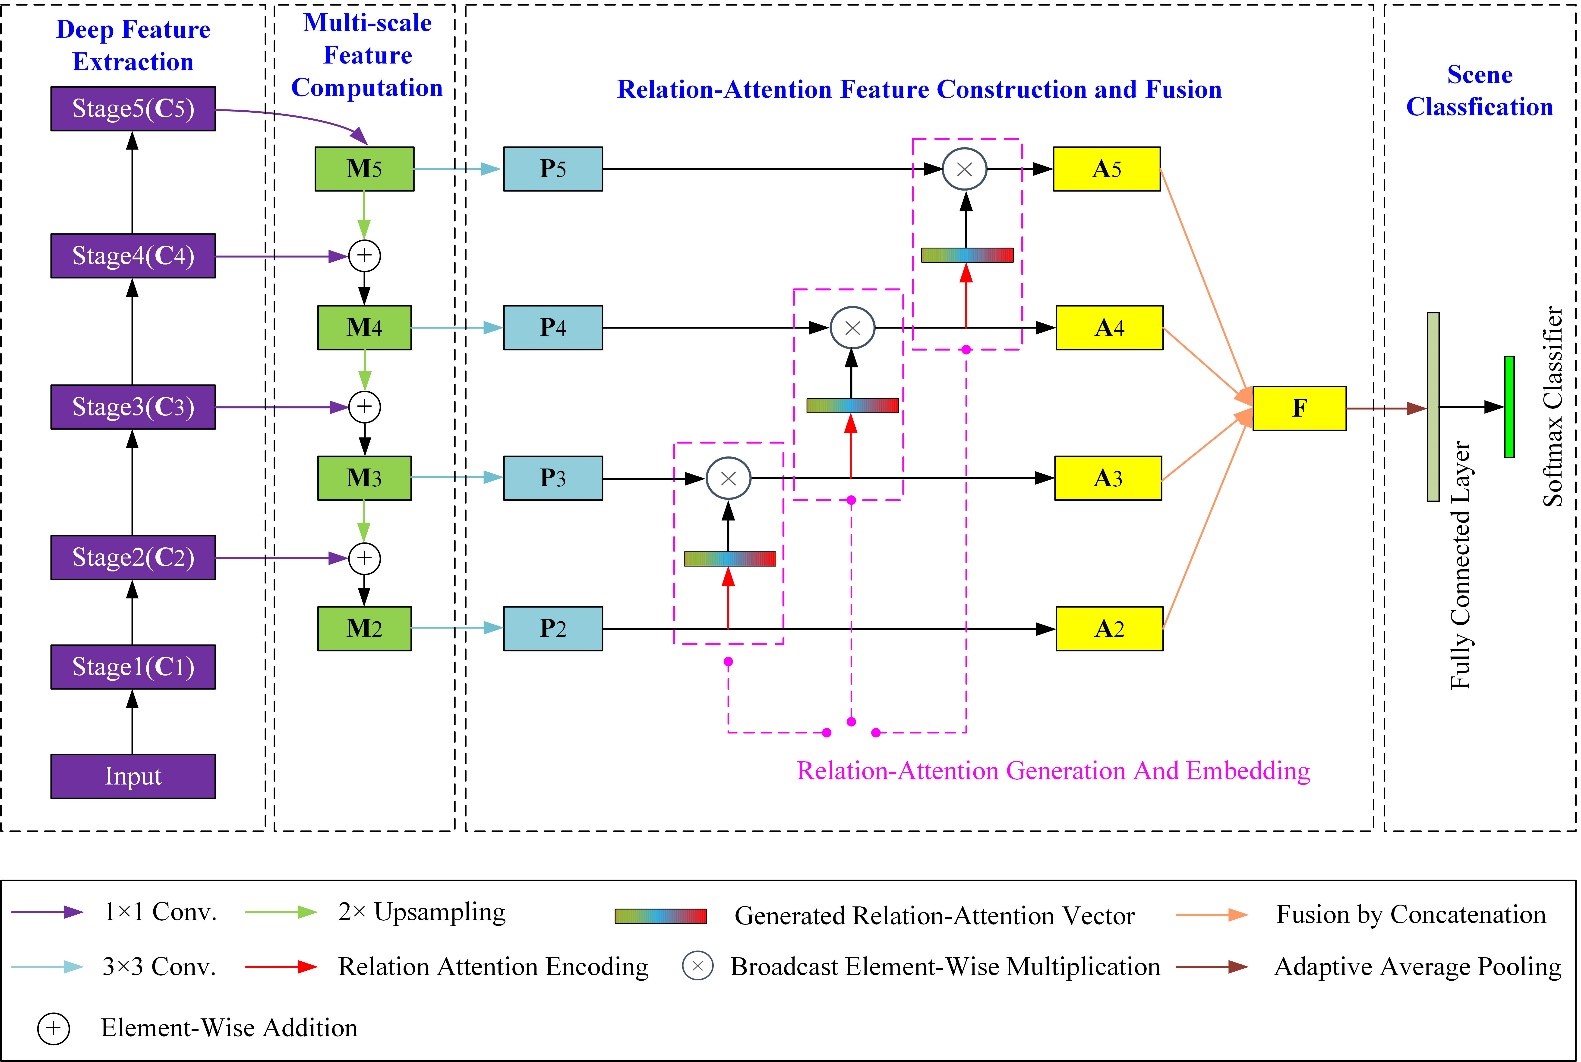 Deep Feature
Extraction
Stage5(C5)
Stage4(C4)
Stage3(C3)
Stage2(C2)
Stage1(C1)
Input
Multi-scale
Feature
Computation
M5
+
M4
+
M3
+
M2
Relation-Attention Feature Construction and Fusion
P5
×
A5
P4
×
A4
P3
×
A3
P2
A2
F
Relation-Attention Generation And Embedding
Scene
Classfication
Fully Connected Layer
Softmax Classifier
1×1 Conv.
2× Upsampling
Generated Relation-Attention Vector
Fusion by Concatenation
3×3 Conv.
Relation Attention Encoding
× Broadcast Element-Wise Multiplication
Adaptive Average Pooling
+ Element-Wise Addition